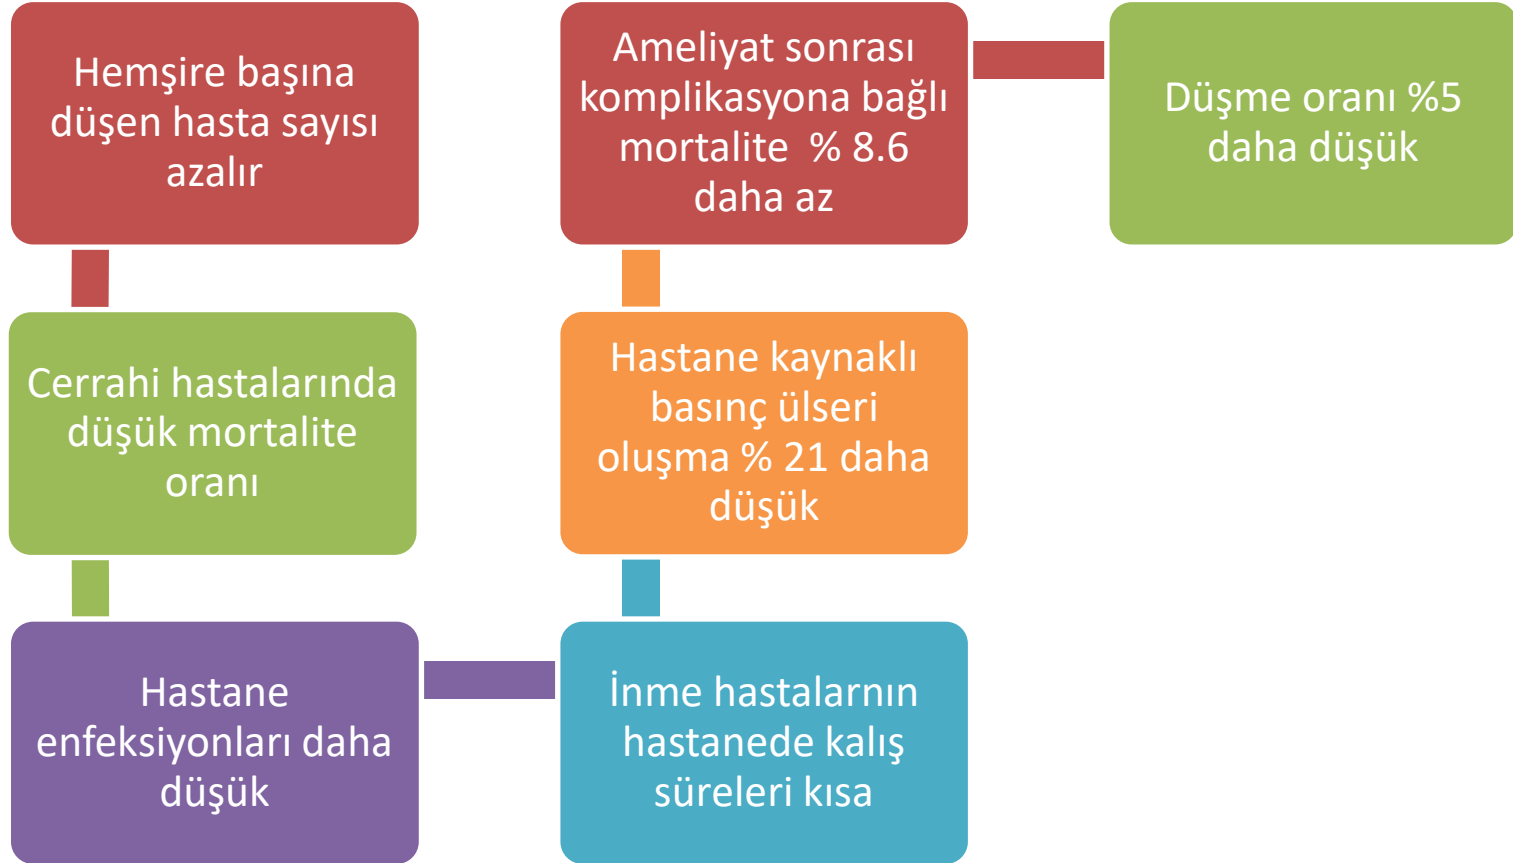 Hemşire başına
düşen hasta sayısı
azalır
Cerrahi hastalarında
düşük mortalite
oranı
Hastane
enfeksiyonları daha
düşük
İnme hastalarnın
hastanede kalış
süreleri kısa
Hastane kaynaklı
basınç ülseri
oluşma % 21 daha
düşük
Ameliyat sonrası
komplikasyona bağlı
mortalite % 8.6
daha az
Düşme oranı %5
daha düşük